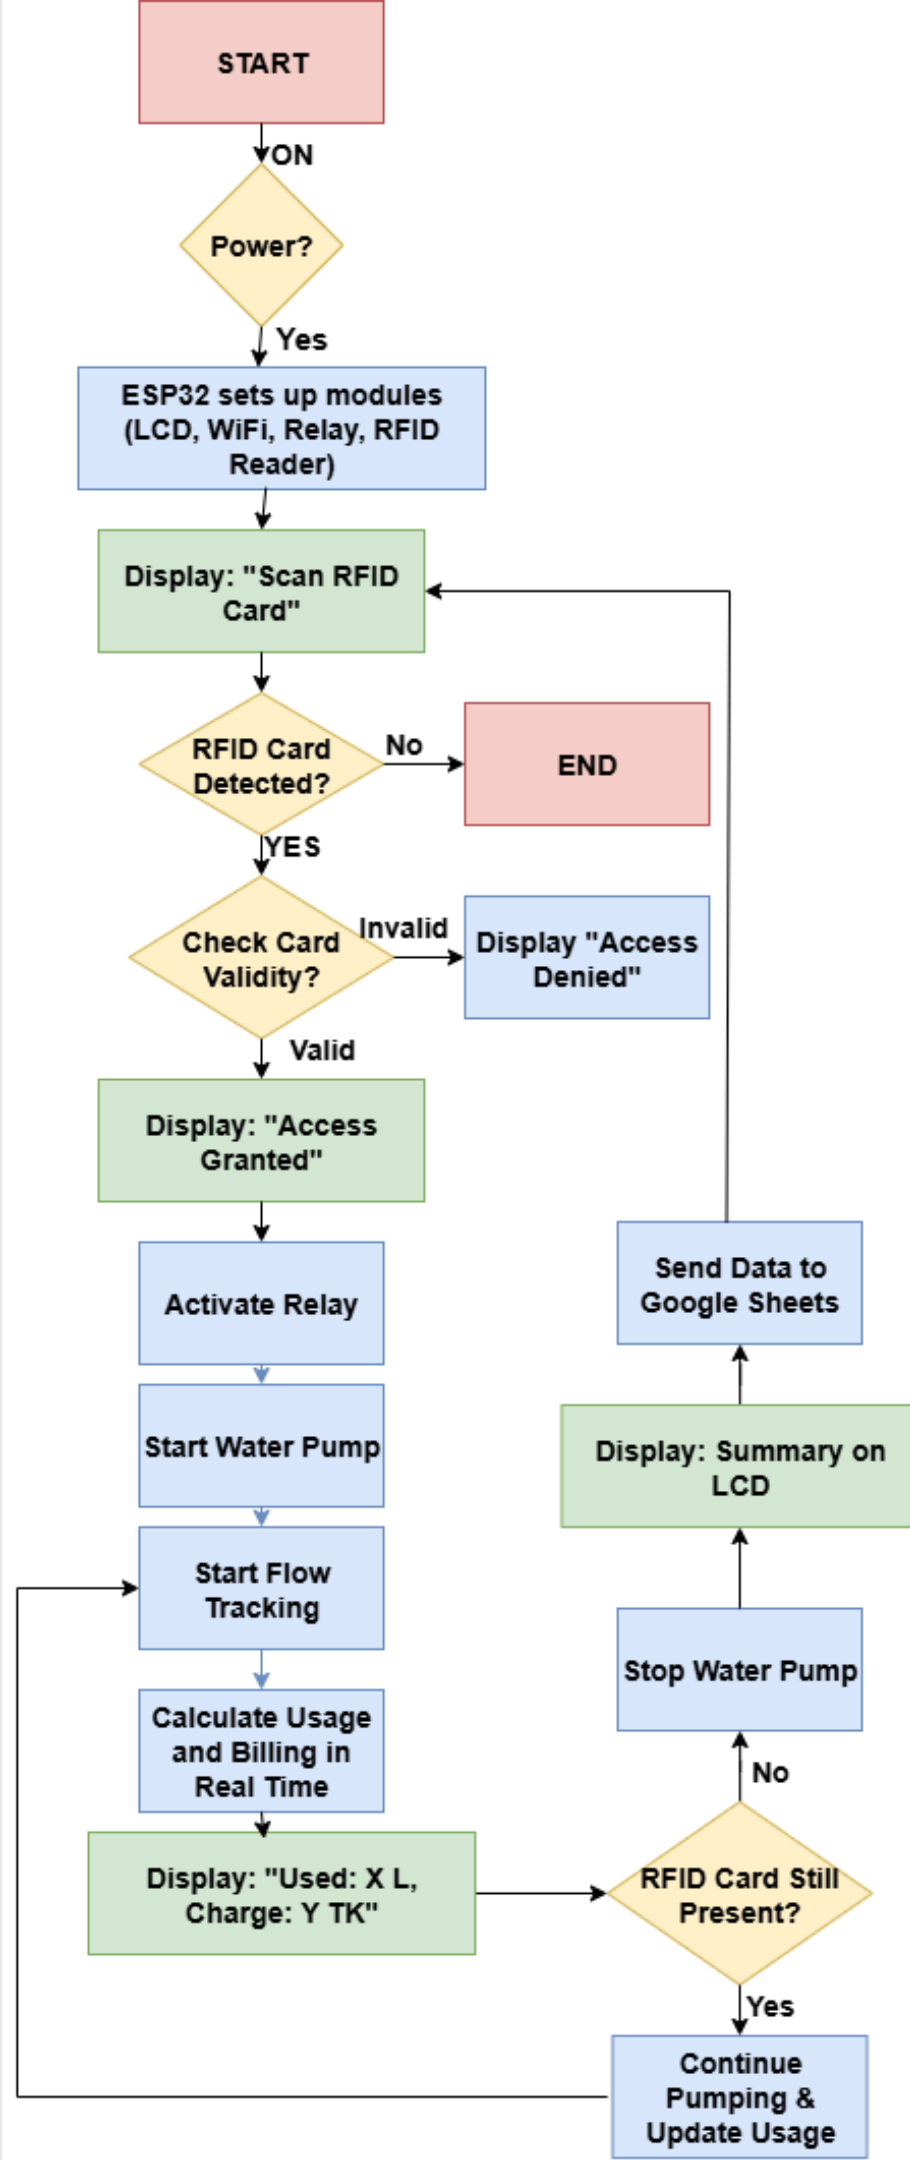 START
ON
Power?
Yes
ESP32 sets up modules
(LCD, WiFi, Relay, RFID
Reader)
Display: "Scan RFID
Card"
RFID Card
Detected?
No
END
YES
Check Card
Validity?
Invalid
Display "Access
Denied"
Valid
Display: "Access
Granted"
Activate Relay
Start Water Pump
Start Flow
Tracking
Calculate Usage
and Billing in
Real Time
Display: "Used: X L,
Charge: Y TK"
RFID Card Still
Present?
Yes
Continue
Pumping &
Update Usage
No
Stop Water Pump
Display: Summary on
LCD
Send Data to
Google Sheets